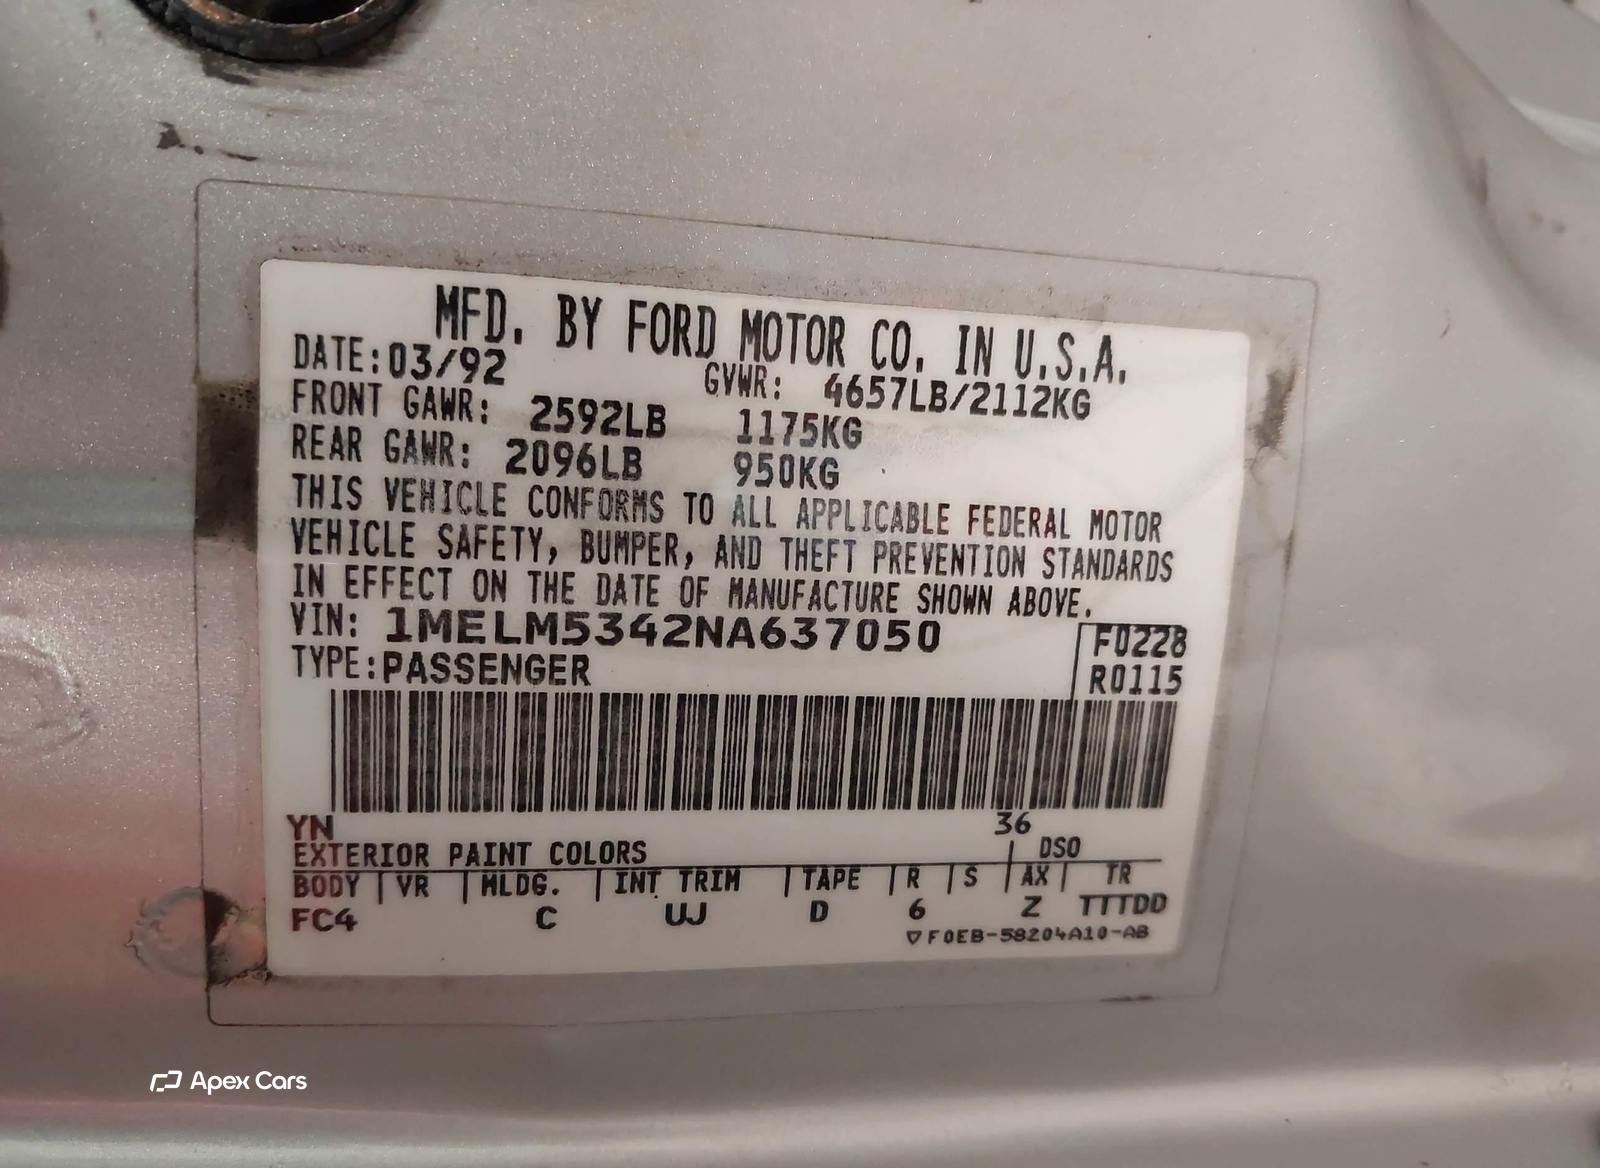 MFD. BY FORD MOTOR CO. IN U.S.A.
DATE: 03/92 GVWR: 4657LB/2112KG
FRONT GAWR: 2592LB 1175KG
REAR GAWR: 2096LB 950KG
THIS VEHICLE CONFORMS TO ALL APPLICABLE FEDERAL MOTOR
VEHICLE SAFETY, BUMPER, AND THEFT PREVENTION STANDARDS
IN EFFECT ON THE DATE OF MANUFACTURE SHOWN ABOVE.
VIN: 1MELM5342NA637050 F0228
TYPE: PASSENGER R0115
YN 36
EXTERIOR PAINT COLORS DSO
BODY VR MLDG. INT TRIM TAPE R S AX TR
FC4 C UJ D 6 Z TTTDD
F0EB-58204A10-AB
Apex Cars